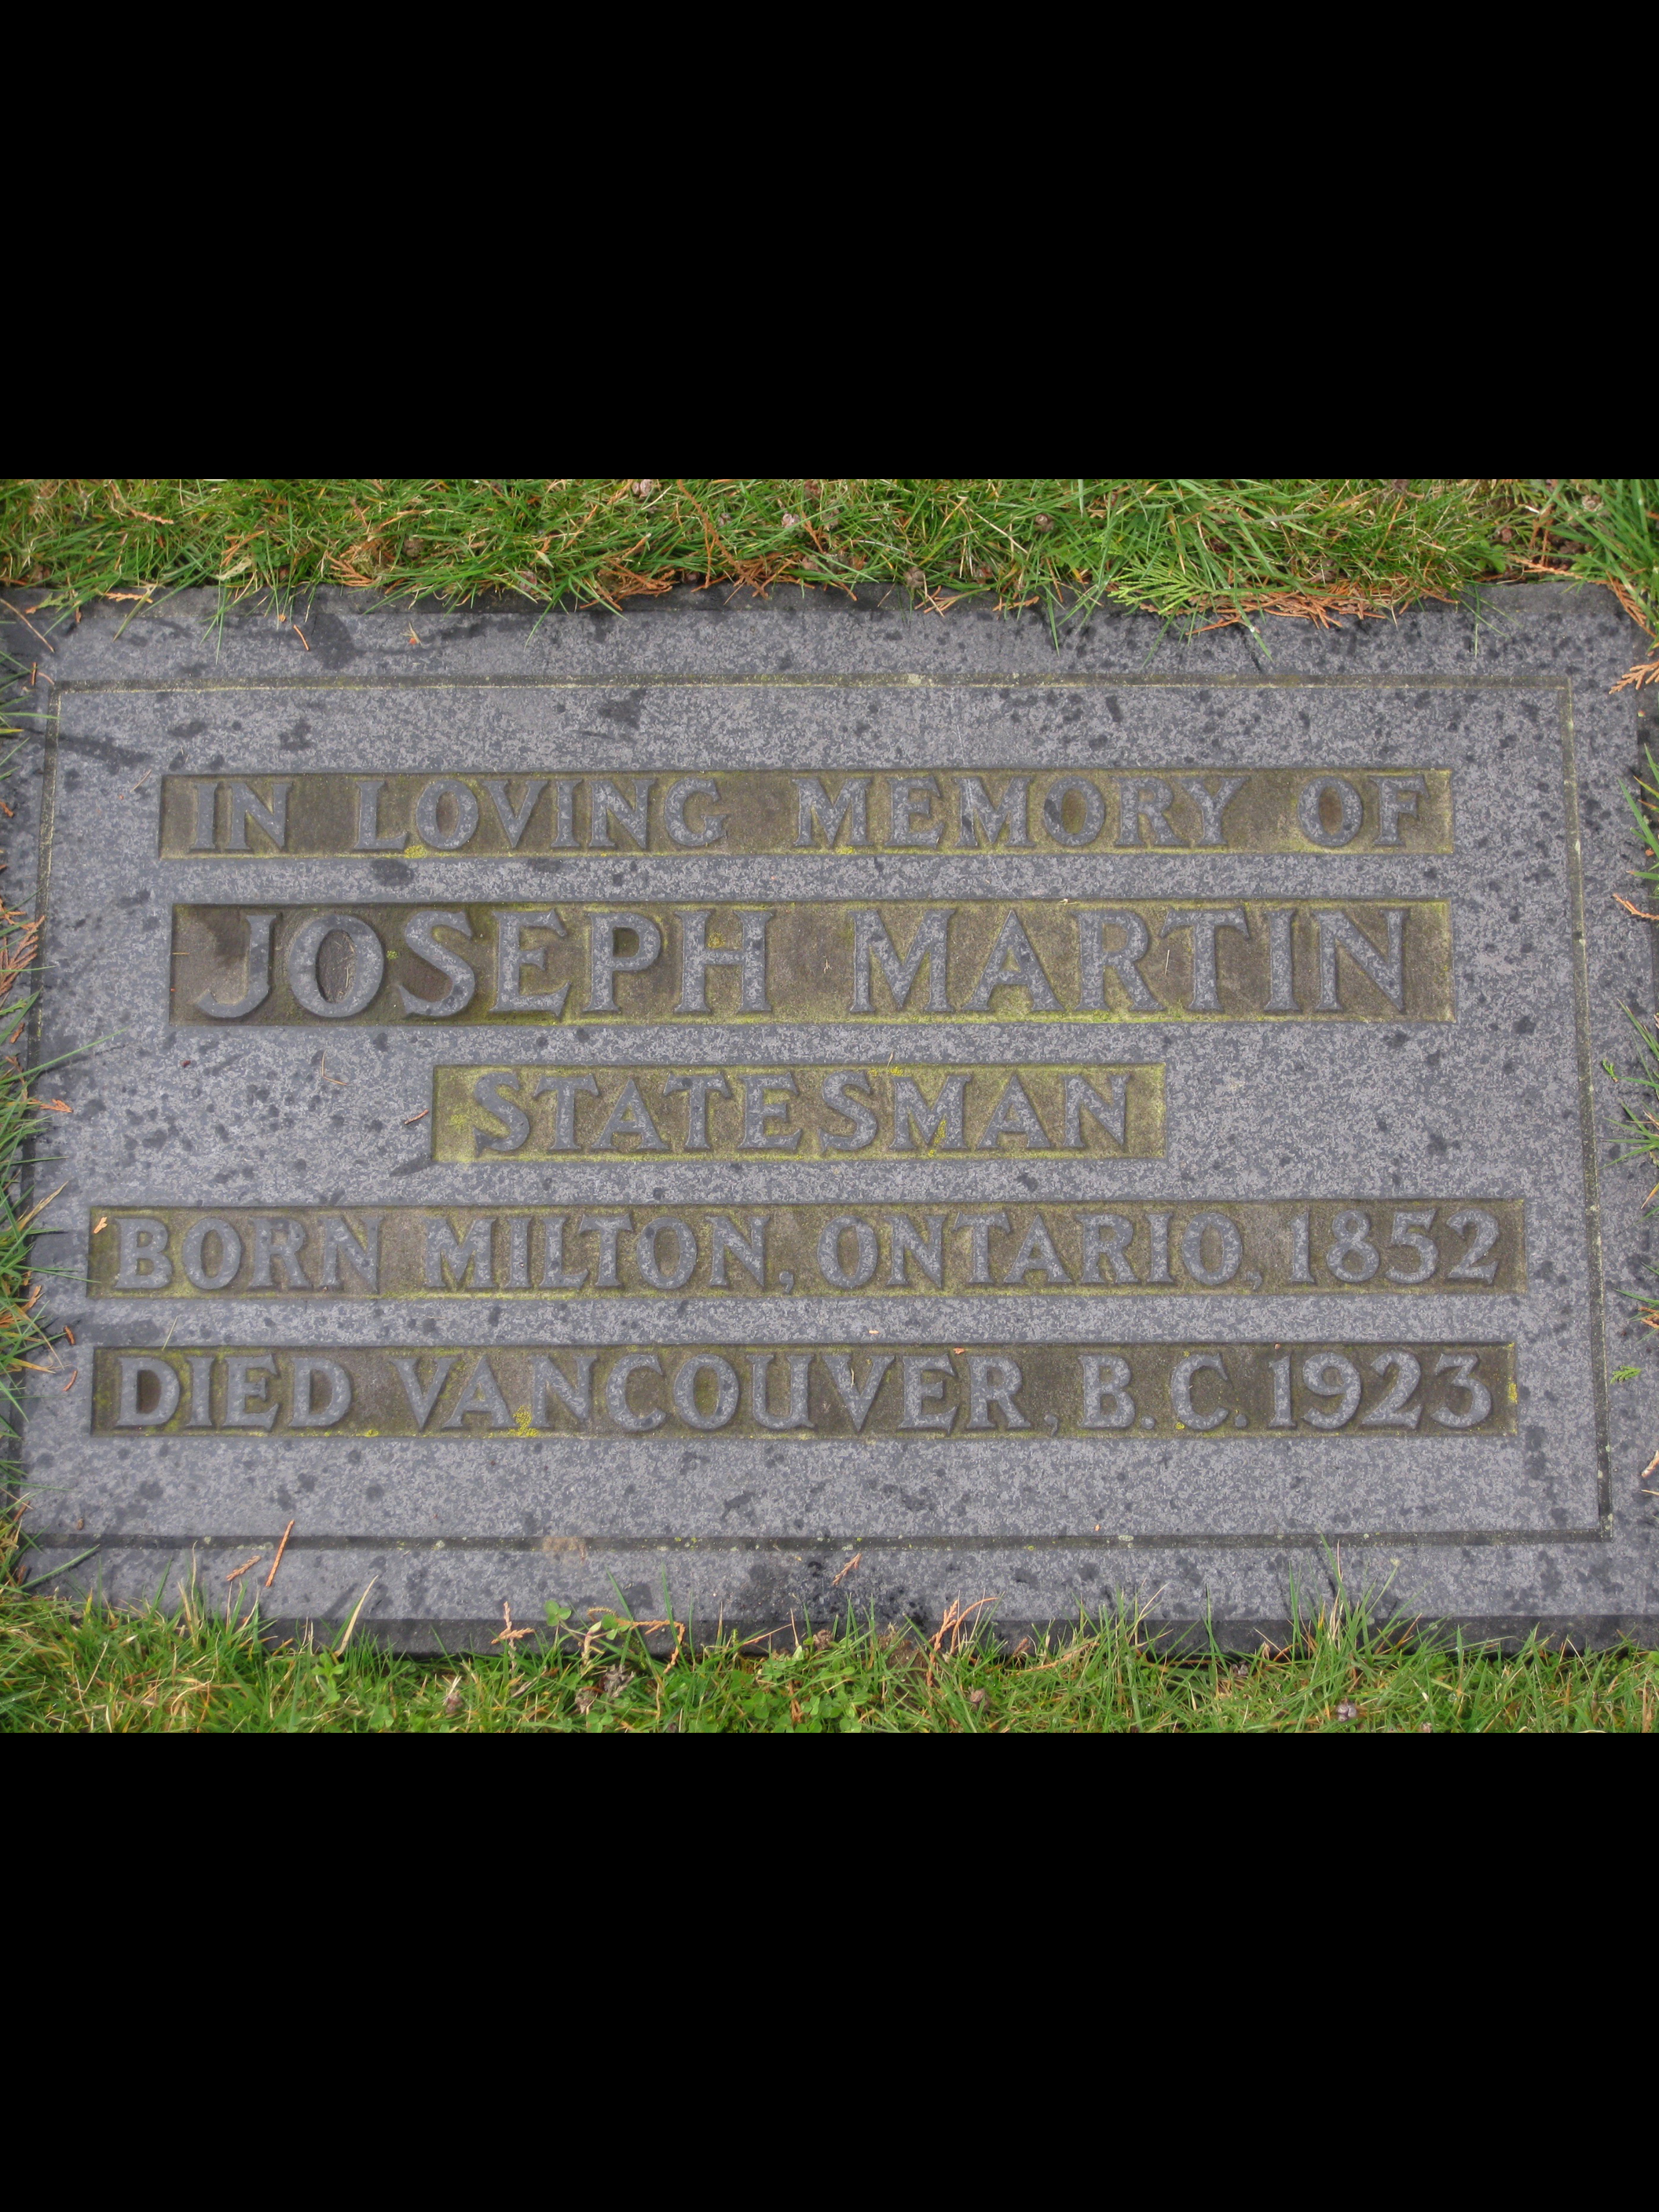 IN LOVING MEMORY OF
JOSEPH MARTIN
STATESMAN
BORN MILTON, ONTARIO, 1852
DIED VANCOUVER, B.C. 1923